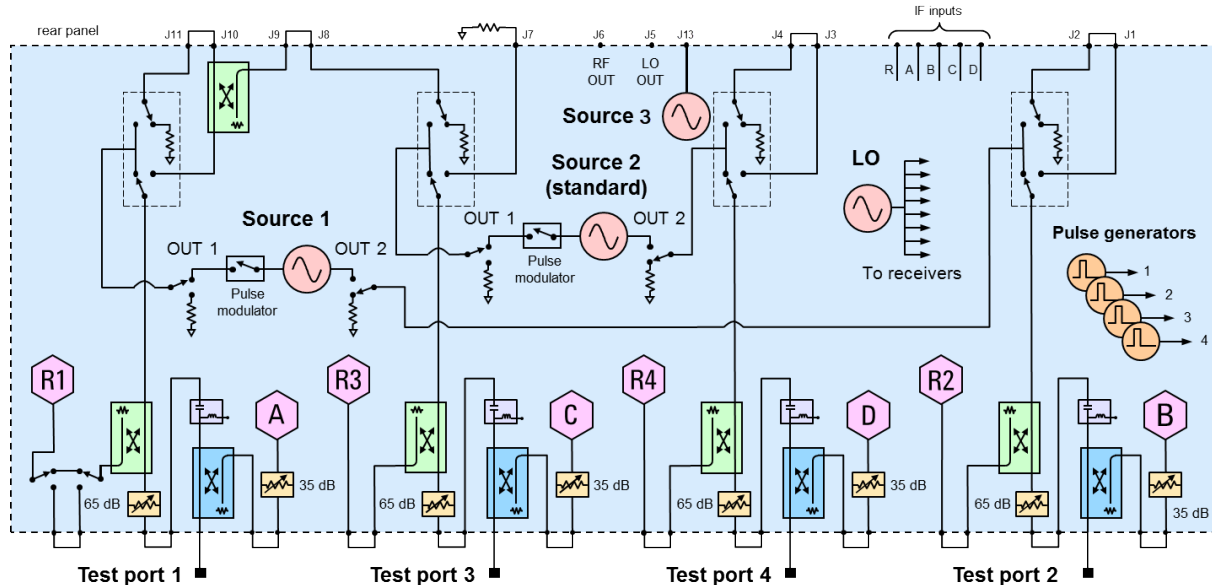 rear panel
J11
J10
J9
J8
J7
J6
J5
J13
J4
J3
IF inputs
J2
J1
RF
OUT
LO
OUT
R
A
B
C
D
Source 3
Source 2
(standard)
LO
Source 1
OUT 1
OUT 2
OUT 1
OUT 2
Pulse
modulator
Pulse
modulator
To receivers
Pulse generators
1
2
3
4
R1
A
R3
C
R4
D
R2
B
65 dB
35 dB
65 dB
35 dB
65 dB
35 dB
65 dB
35 dB
Test port 1
Test port 3
Test port 4
Test port 2